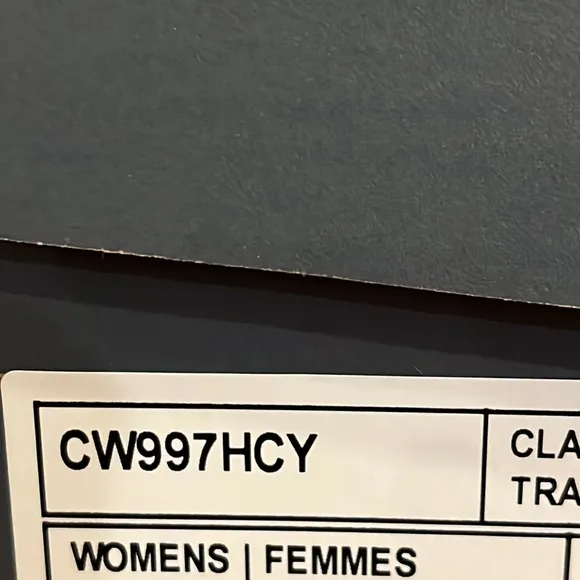 CW997HCY
CLA
TRA
WOMENS | FEMMES